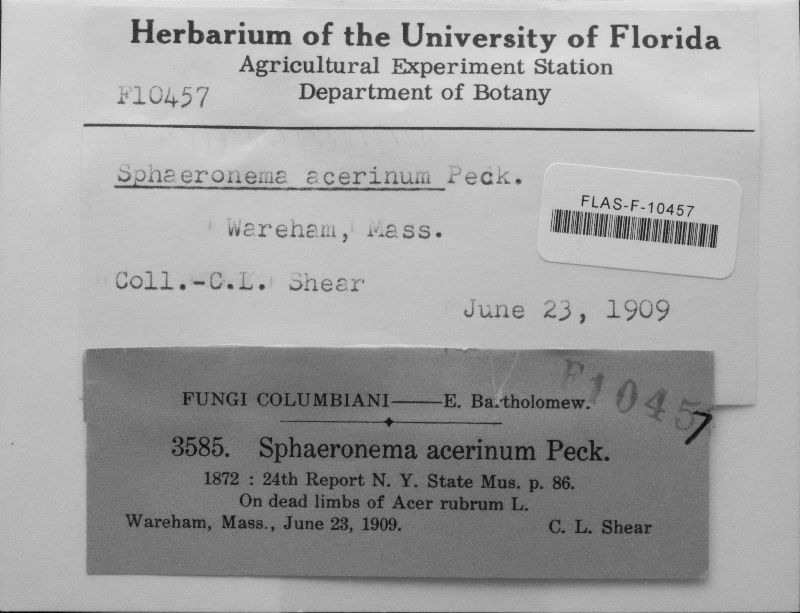 Herbarium of the University of Florida
Agricultural Experiment Station
F10457
Department of Botany
Sphaeronema acerinum Peck.
Wareham, Mass.
FLAS-F-10457
Coll.-C.L. Shear
June 23, 1909
F10457
FUNGI COLUMBIANI——E. Bartholomew.
3585. Sphaeronema acerinum Peck.
1872 : 24th Report N. Y. State Mus. p. 86.
On dead limbs of Acer rubrum L.
Wareham, Mass., June 23, 1909. C. L. Shear